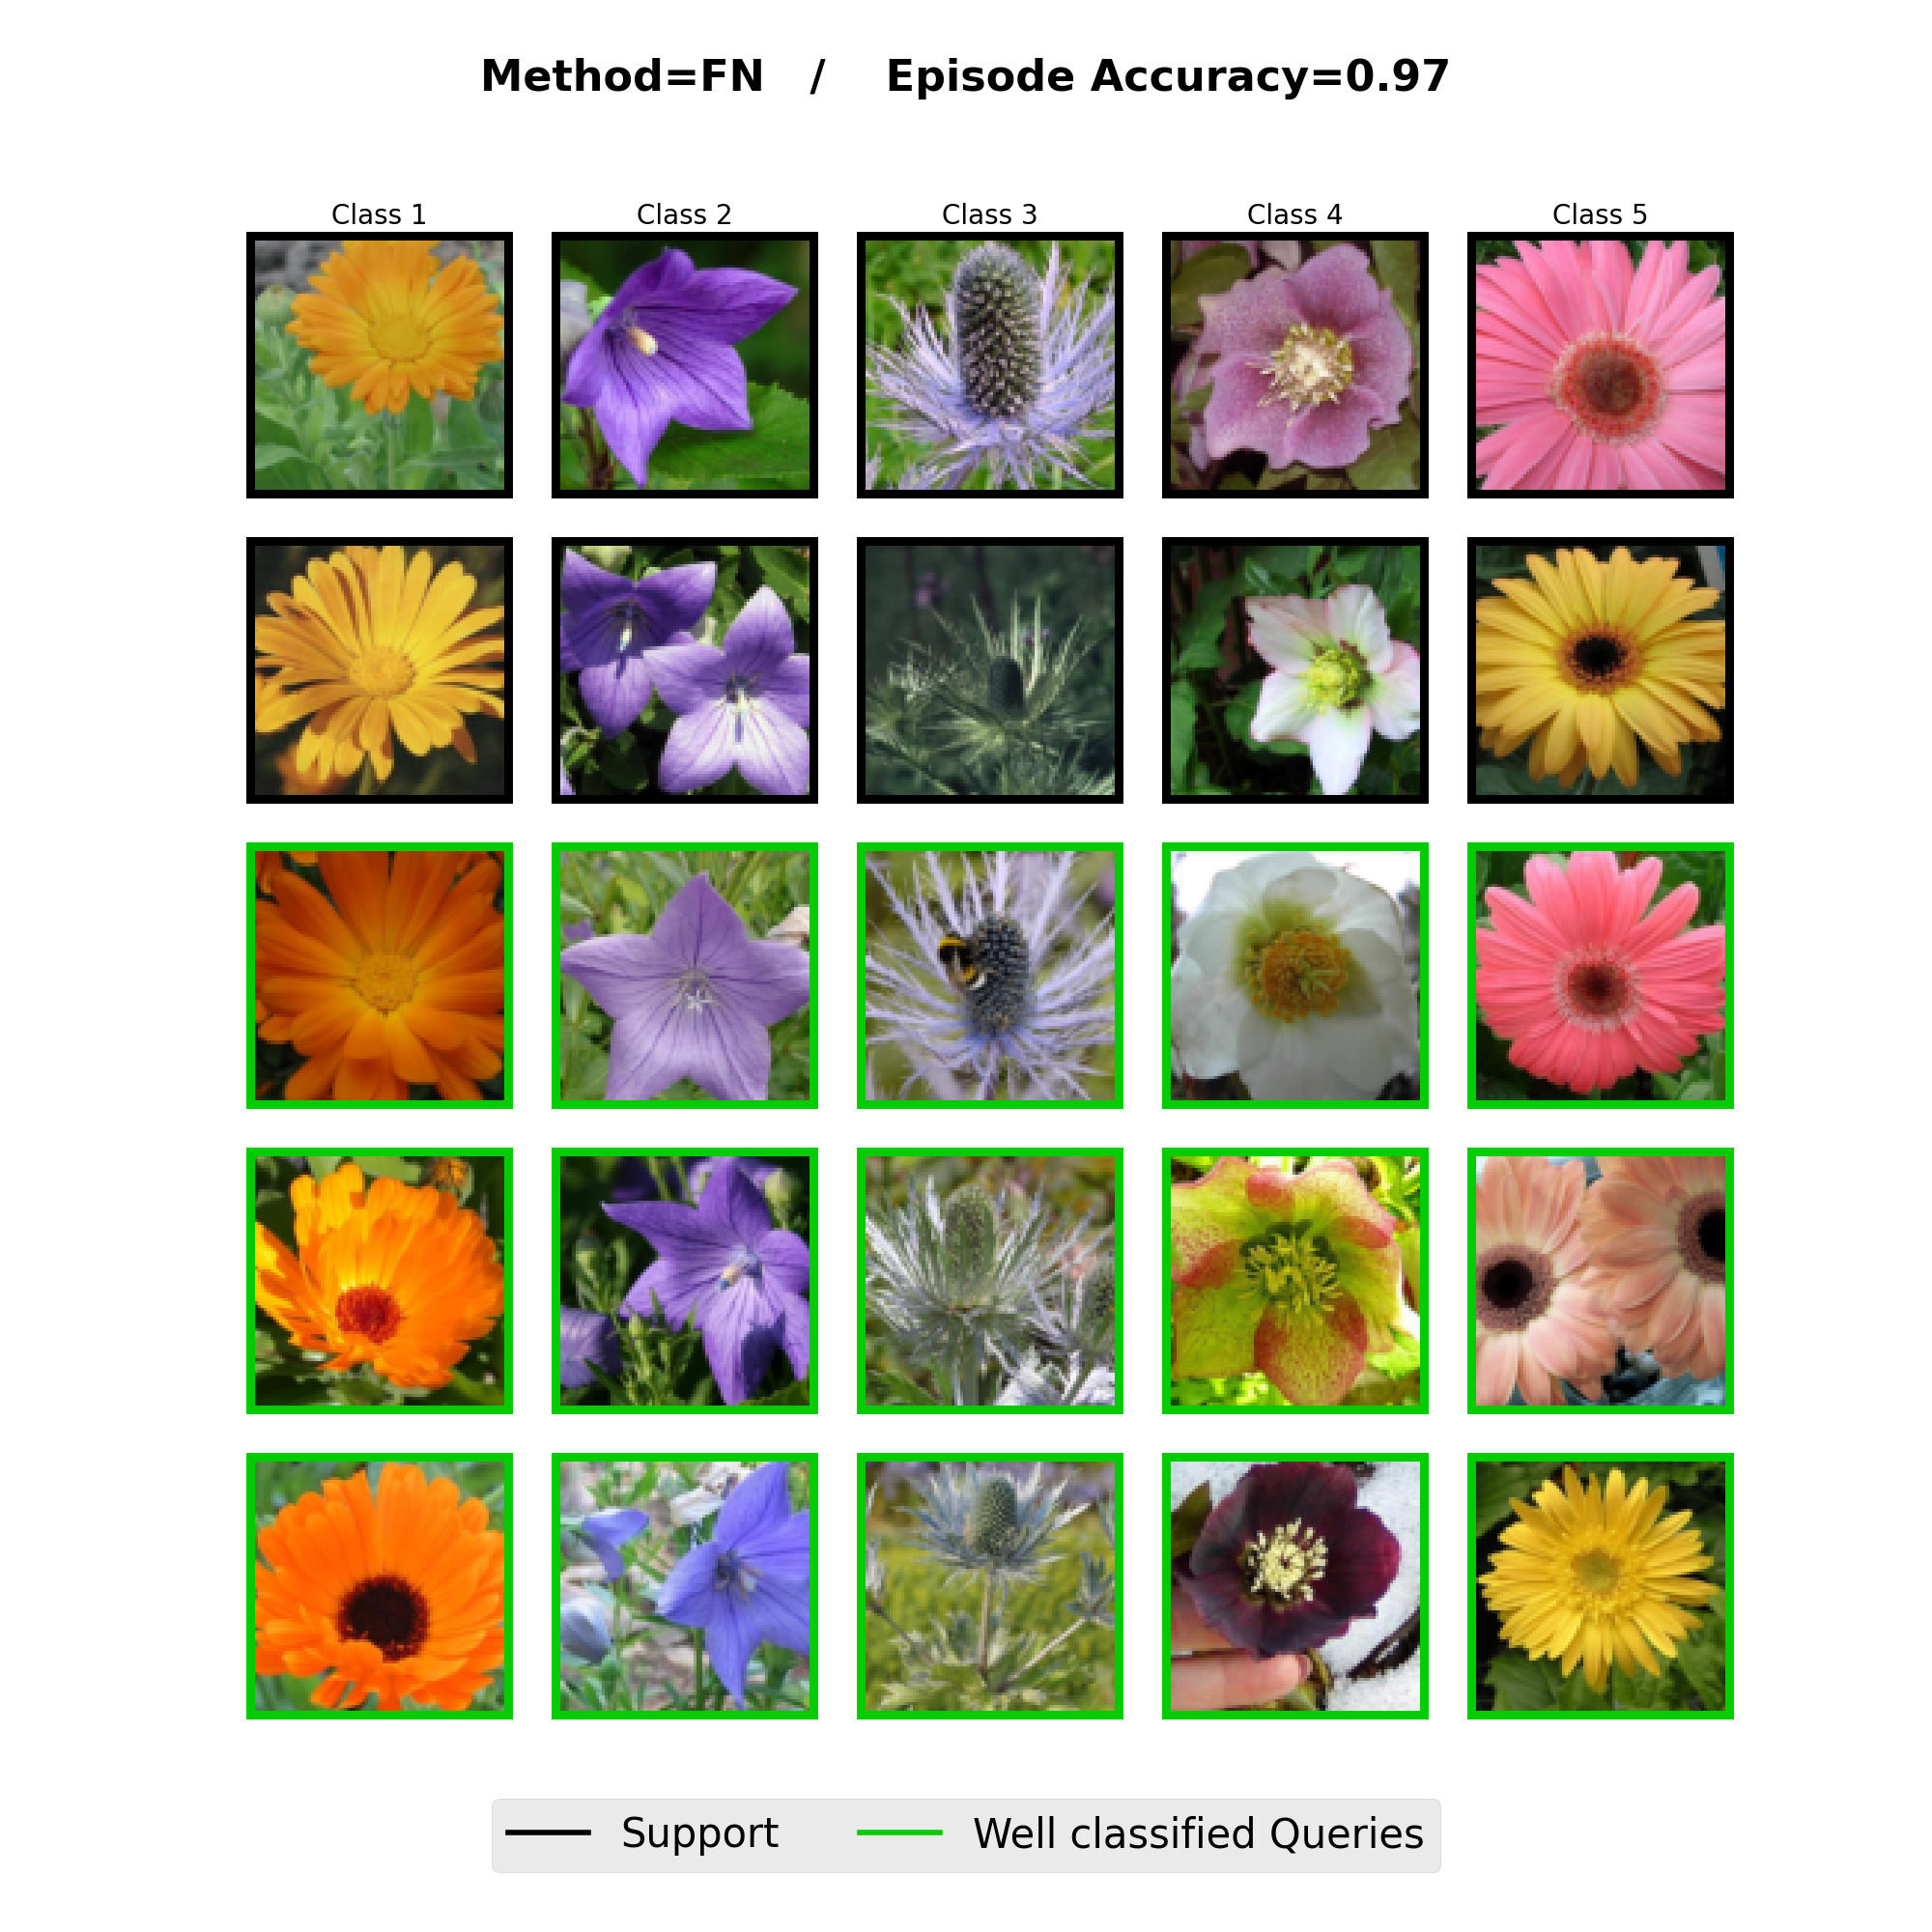 Method=FN / Episode Accuracy=0.97
Class 1 Class 2 Class 3 Class 4 Class 5
Support Well classified Queries